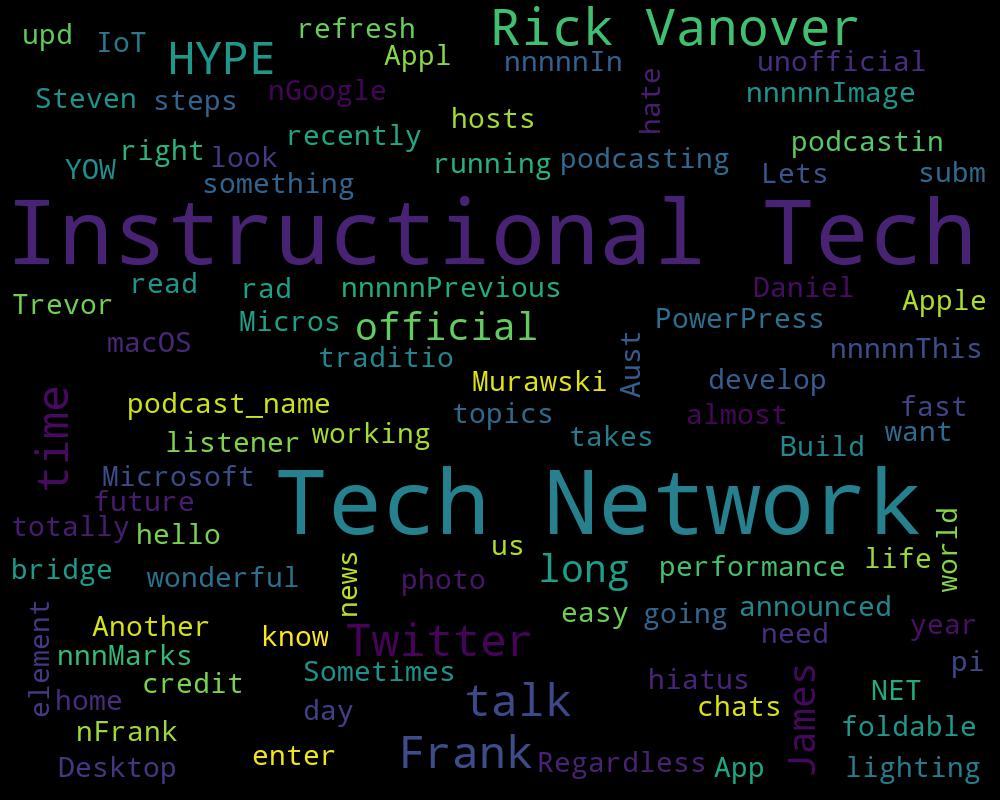 Rick Vanover
upd
IoT
HYPE
refresh
Appl
nnnnnIn
unofficial
Steven
steps
nGoogle
hate
nnnnnImage
hosts
recently
podcastin
YOW
right
look
running
podcasting
Lets
subm
something
Instructional Tech
read
rad
nnnnnPrevious
Daniel
Apple
Trevor
Micros
official
PowerPress
macOS
traditio
Aust
nnnnnThis
Murawski
develop
time
podcast_name
topics
almost
fast
listener
working
takes
Build
want
Microsoft
future
Tech Network
totally
hello
us
world
bridge
wonderful
news
photo
long
performance
life
element
Another
know
Twitter
easy
going
announced
need
year
nnnMarks
Sometimes
pi
home
credit
day
talk
hiatus
chats
James
NET
nFrank
foldable
Desktop
enter
Frank
Regardless
App
lighting